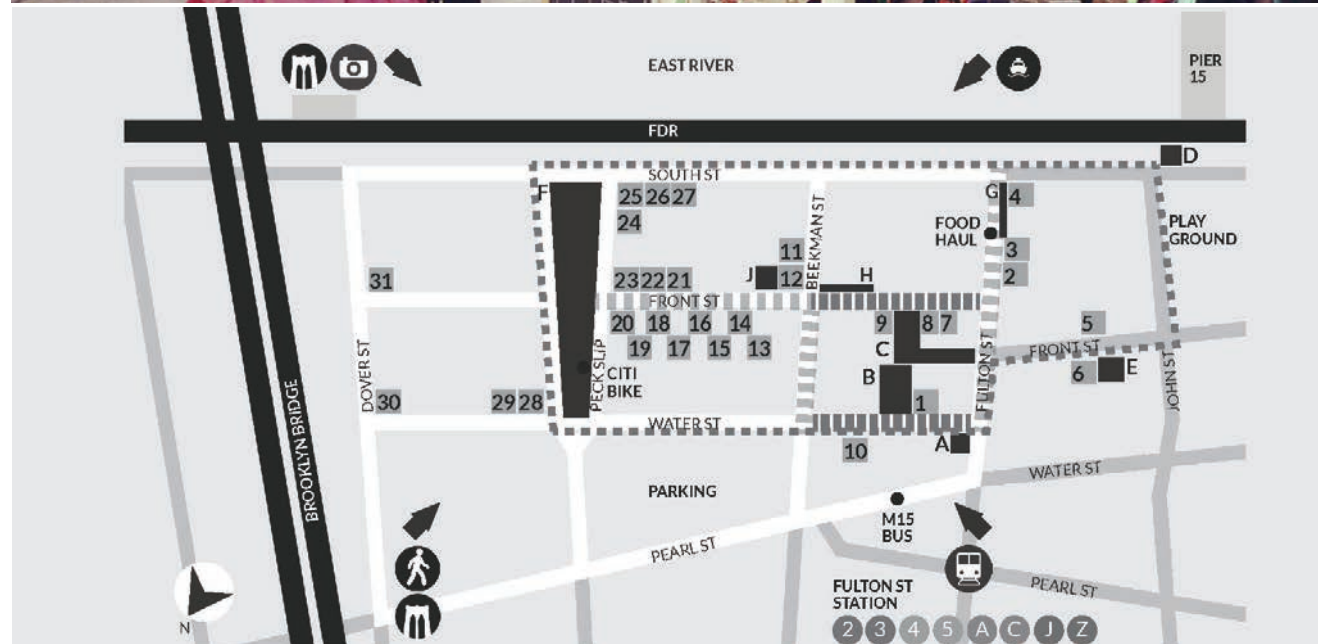 EAST RIVER
PIER
15
FDR
D
SOUTH ST
F
25 26 27
G
4
24
BEEKMAN ST
FOOD
HAUL
PLAY
GROUND
11
3
31
23 22 21
J
12
H
2
FRONT ST
20 18 16 14
9
8 7
5
19 17 15 13
C
FRONT ST
DOVER ST
PECK SLIP
CITI
BIKE
B
FULTON ST
6
E
JOHN ST
30
29 28
1
BROOKLYN BRIDGE
WATER ST
10
A
WATER ST
PARKING
M15
BUS
PEARL ST
PEARL ST
FULTON ST
STATION
N
2 3 4 5 A C J Z